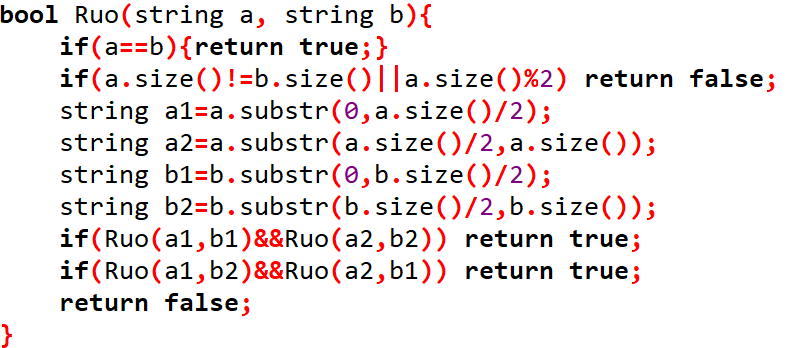 bool Ruo(string a, string b){
    if(a==b){return true;}
    if(a.size()!=b.size()||a.size()%2) return false;
    string a1=a.substr(0,a.size()/2);
    string a2=a.substr(a.size()/2,a.size());
    string b1=b.substr(0,b.size()/2);
    string b2=b.substr(b.size()/2,b.size());
    if(Ruo(a1,b1)&&Ruo(a2,b2)) return true;
    if(Ruo(a1,b2)&&Ruo(a2,b1)) return true;
    return false;
}